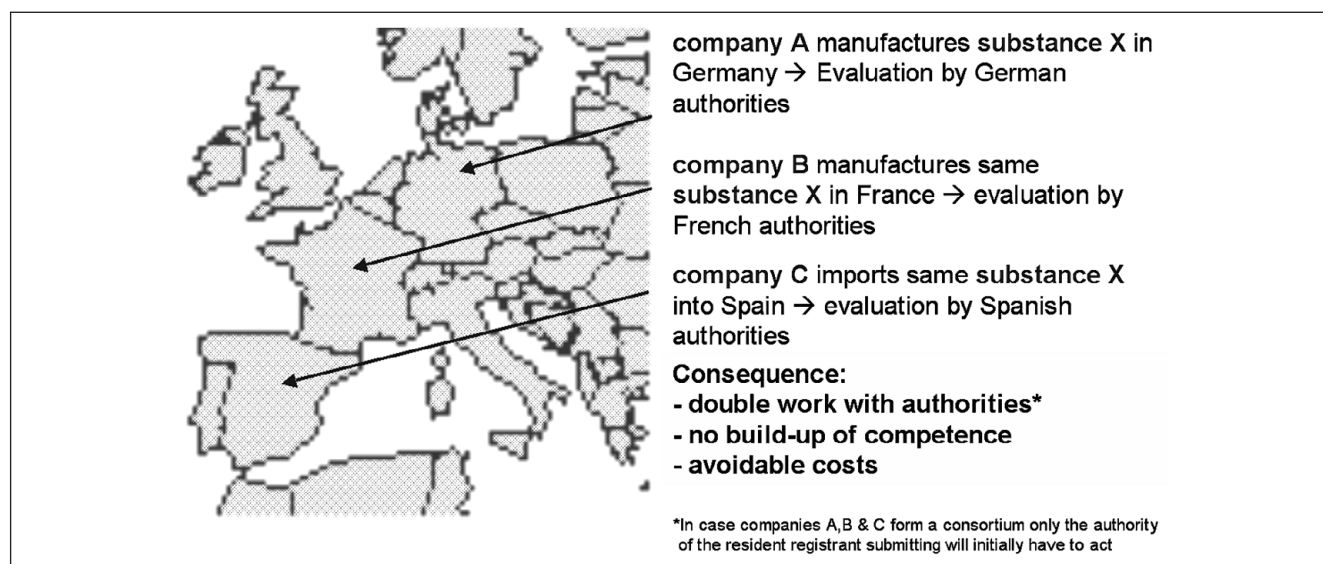 company A manufactures substance X in
Germany → Evaluation by German
authorities
company B manufactures same
substance X in France → evaluation by
French authorities
company C imports same substance X
into Spain → evaluation by Spanish
authorities
Consequence:
- double work with authorities*
- no build-up of competence
- avoidable costs
*In case companies A,B & C form a consortium only the authority
of the resident registrant submitting will initially have to act